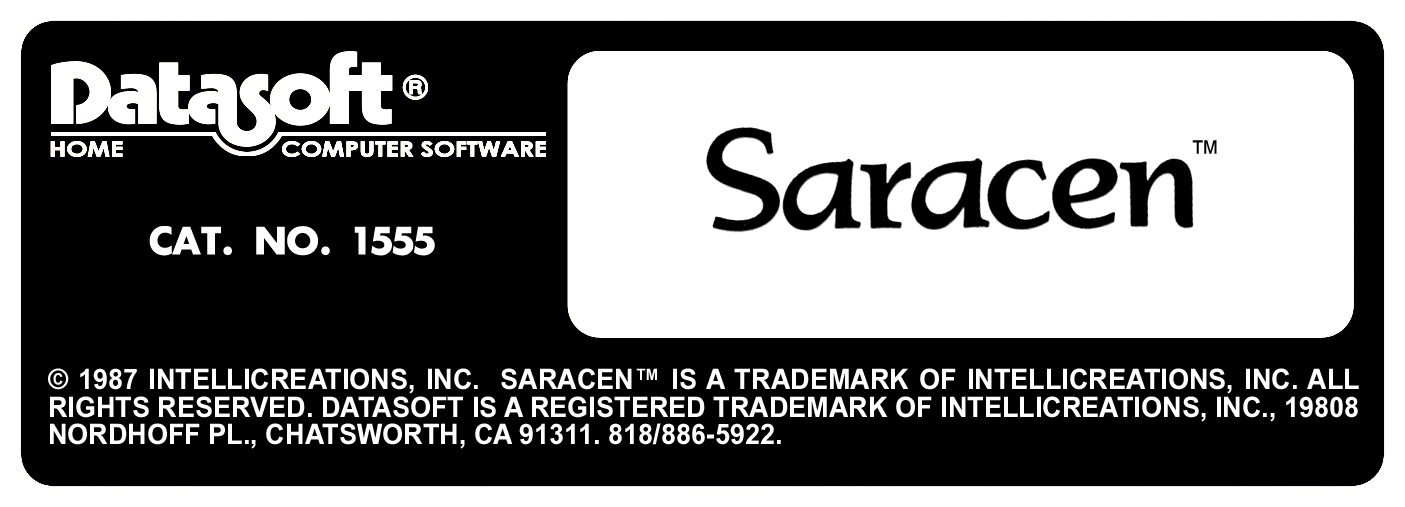 Datasoft®
HOME COMPUTER SOFTWARE
CAT. NO. 1555
Saracen™
© 1987 INTELLICREATIONS, INC. SARACEN™ IS A TRADEMARK OF INTELLICREATIONS, INC. ALL
RIGHTS RESERVED. DATASOFT IS A REGISTERED TRADEMARK OF INTELLICREATIONS, INC., 19808
NORDHOFF PL., CHATSWORTH, CA 91311. 818/886-5922.